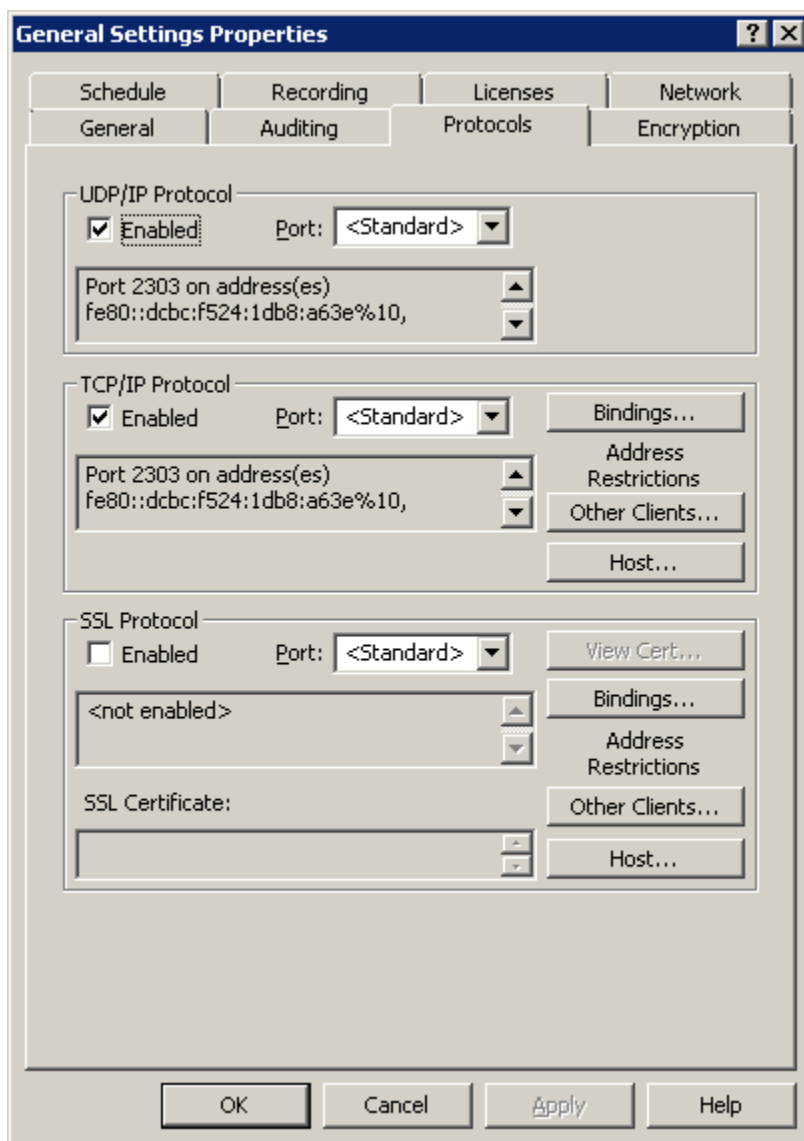 General Settings Properties
Schedule Recording Licenses Network
General Auditing Protocols Encryption
UDP/IP Protocol
Enabled Port: <Standard>
Port 2303 on address(es)
fe80::dcbc:f524:1db8:a63e%10,
TCP/IP Protocol
Enabled Port: <Standard> Bindings...
Port 2303 on address(es)
fe80::dcbc:f524:1db8:a63e%10,
Address
Restrictions
Other Clients...
Host...
SSL Protocol
Enabled Port: <Standard> View Cert...
<not enabled>
Bindings...
Address
Restrictions
SSL Certificate:
Other Clients...
Host...
OK Cancel Apply Help